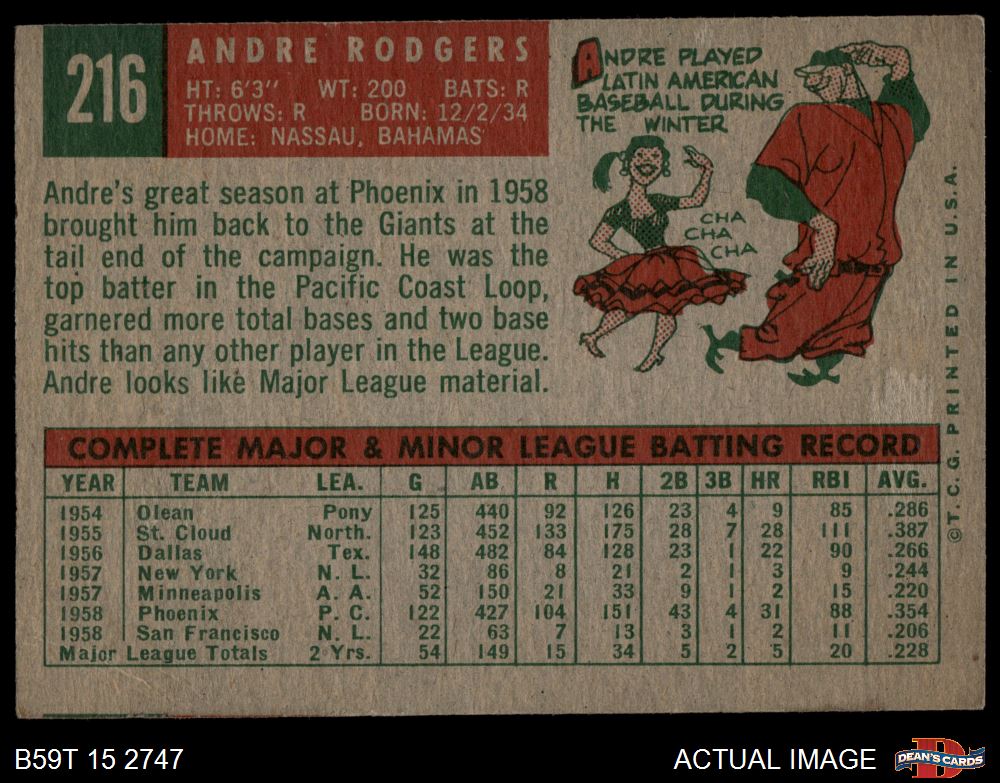 216
ANDRE RODGERS
HT: 6'3" WT: 200 BATS: R
THROWS: R BORN: 12/2/34
HOME: NASSAU, BAHAMAS
ANDRE PLAYED
LATIN AMERICAN
BASEBALL DURING
THE WINTER
CHA
CHA
CHA
Andre's great season at Phoenix in 1958
brought him back to the Giants at the
tail end of the campaign. He was the
top batter in the Pacific Coast Loop,
garnered more total bases and two base
hits than any other player in the League.
Andre looks like Major League material.
COMPLETE MAJOR & MINOR LEAGUE BATTING RECORD
YEAR TEAM LEA. G AB R H 2B 3B HR RBI AVG.
1954 Olean Pony 125 440 92 126 23 4 9 85 .286
1955 St. Cloud North. 123 452 133 175 28 7 28 111 .387
1956 Dallas Tex. 148 482 84 128 23 1 22 90 .266
1957 New York N. L. 32 86 8 21 2 1 3 9 .244
1957 Minneapolis A. A. 52 150 21 33 9 1 2 15 .220
1958 Phoenix P. C. 122 427 104 151 43 4 31 88 .354
1958 San Francisco N. L. 22 63 7 13 3 1 2 11 .206
Major League Totals 2 Yrs. 54 149 15 34 5 2 5 20 .228
©T. C. G. PRINTED IN U.S.A.
B59T 15 2747
ACTUAL IMAGE
D
DEAN'S CARDS